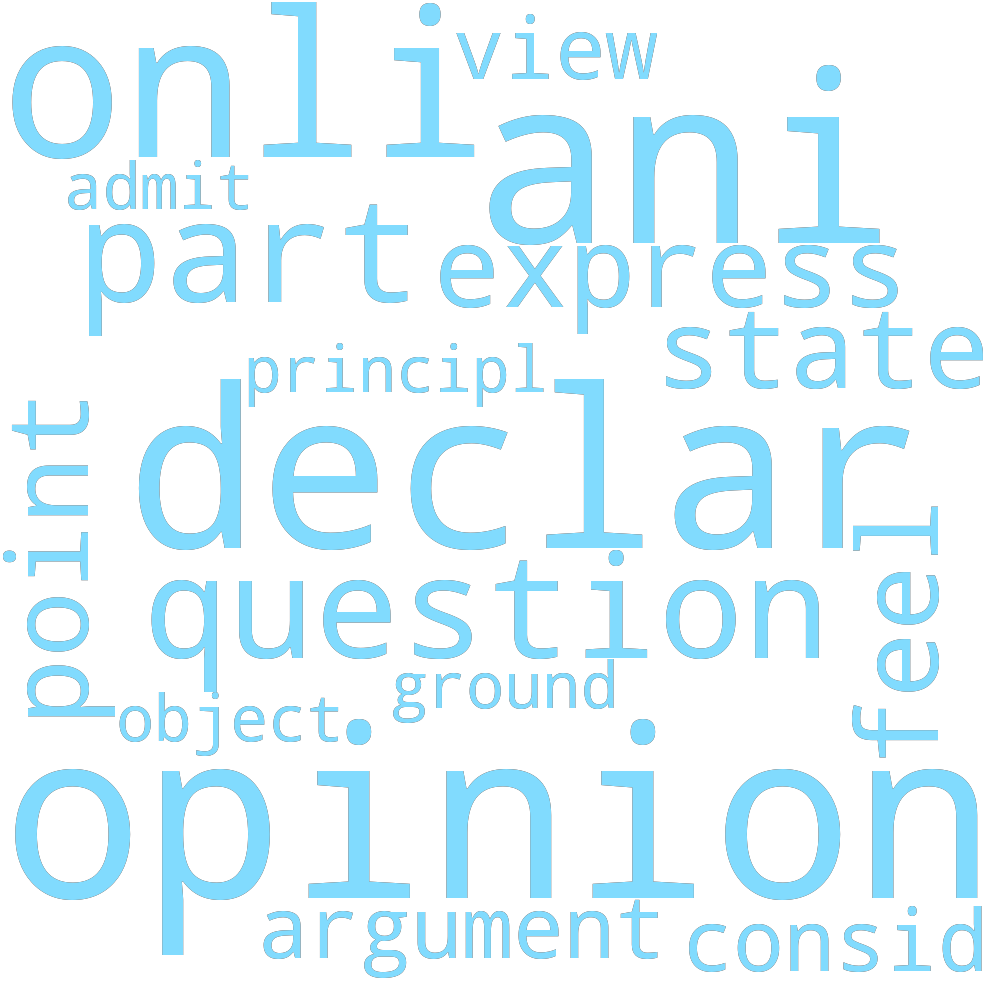 onli
view
ani
admit
part
express
state
principl
declar
point
feel
question
ground
object
opinion
argument
consid